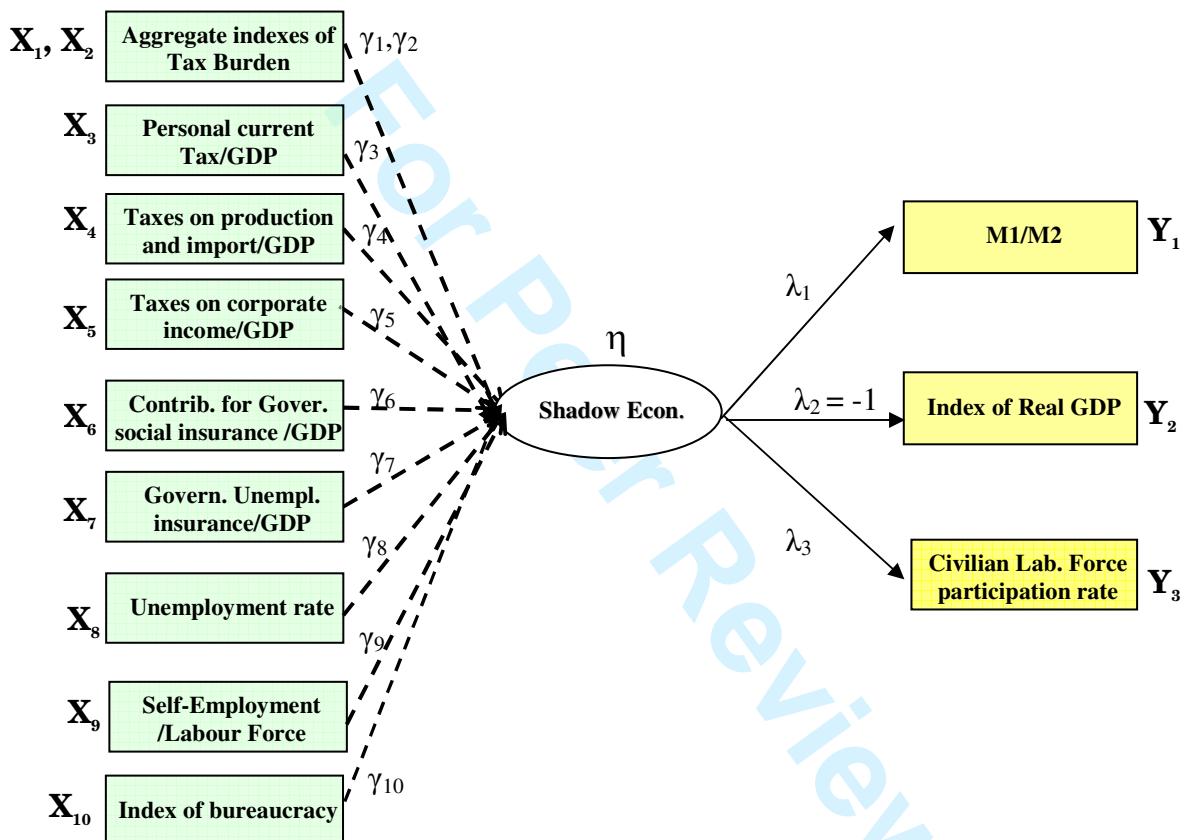 X₁, X₂
Aggregate indexes of
Tax Burden
γ₁,γ₂
X₃
Personal current
Tax/GDP
γ₃
X₄
Taxes on production
and import/GDP
γ₄
X₅
Taxes on corporate
income/GDP
γ₅
X₆
Contrib. for Gover.
social insurance /GDP
γ₆
X₇
Govern. Unempl.
insurance/GDP
γ₇
X₈
Unemployment rate
γ₈
X₉
Self-Employment
/Labour Force
γ₉
X₁₀
Index of bureaucracy
γ₁₀
η
Shadow Econ.
λ₁
M1/M2
Y₁
λ₂ = -1
Index of Real GDP
Y₂
λ₃
Civilian Lab. Force
participation rate
Y₃
For Peer Review